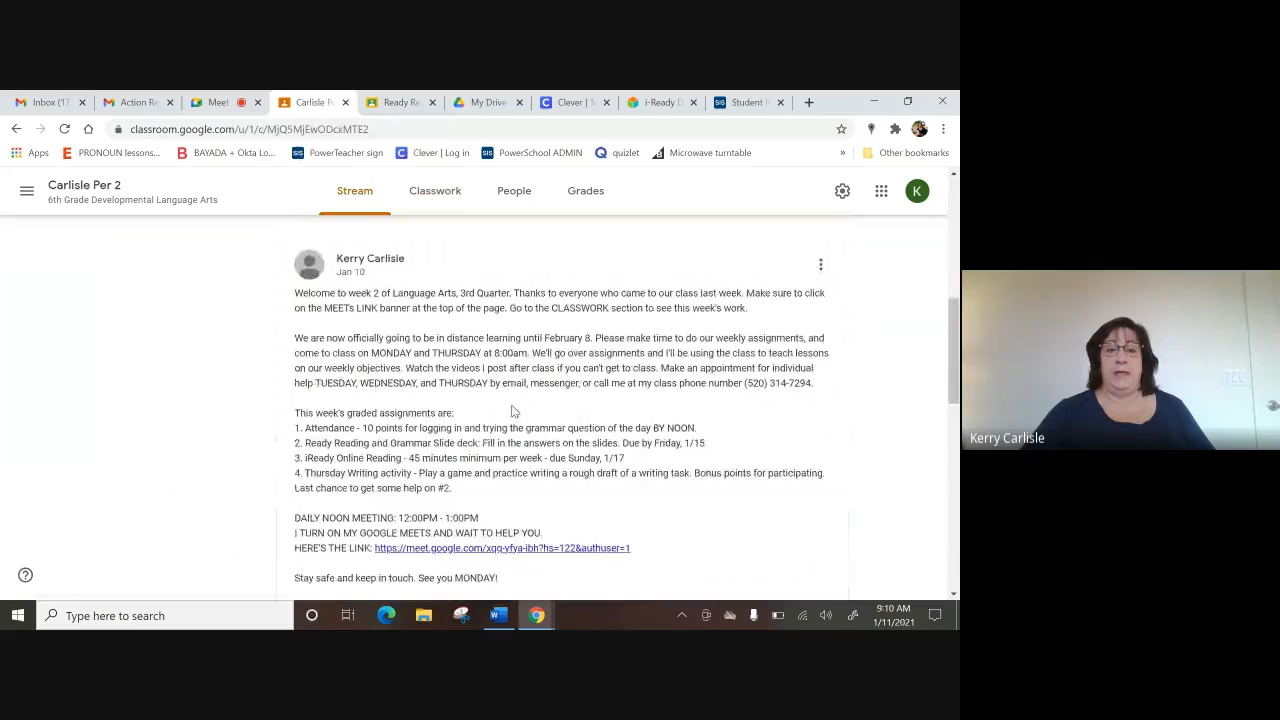 Inbox (17
Action Re
Meet
Carlisle P
Ready Re
My Drive
Clever | T
i-Ready D
Student I
classroom.google.com/u/1/c/MjQ5MjEwODcxMTE2
Apps
PRONOUN lessons...
BAYADA + Okta Lo...
PowerTeacher sign
Clever | Log in
PowerSchool ADMIN
quizlet
Microwave turntable
»
Other bookmarks
Carlisle Per 2
6th Grade Developmental Language Arts
Stream
Classwork
People
Grades
K
Kerry Carlisle
Jan 10
Welcome to week 2 of Language Arts, 3rd Quarter. Thanks to everyone who came to our class last week. Make sure to click
on the MEETs LINK banner at the top of the page. Go to the CLASSWORK section to see this week's work.
We are now officially going to be in distance learning until February 8. Please make time to do our weekly assignments, and
come to class on MONDAY and THURSDAY at 8:00am. We'll go over assignments and I'll be using the class to teach lessons
on our weekly objectives. Watch the videos i post after class if you can't get to class. Make an appointment for individual
help TUESDAY, WEDNESDAY, and THURSDAY by email, messenger, or call me at my class phone number (520) 314-7294.
This week's graded assignments are:
1. Attendance - 10 points for logging in and trying the grammar question of the day BY NOON.
2. Ready Reading and Grammar Slide deck: Fill in the answers on the slides. Due by Friday, 1/15
3. iReady Online Reading - 45 minutes minimum per week - due Sunday, 1/17
4. Thursday Writing activity - Play a game and practice writing a rough draft of a writing task. Bonus points for participating.
Last chance to get some help on #2.
DAILY NOON MEETING: 12:00PM - 1:00PM
I TURN ON MY GOOGLE MEETS AND WAIT TO HELP YOU.
HERE'S THE LINK: https://meet.google.com/xqq-yfya-ibh?hs=122&authuser=1
Stay safe and keep in touch. See you MONDAY!
Kerry Carlisle
Type here to search
9:10 AM
1/11/2021